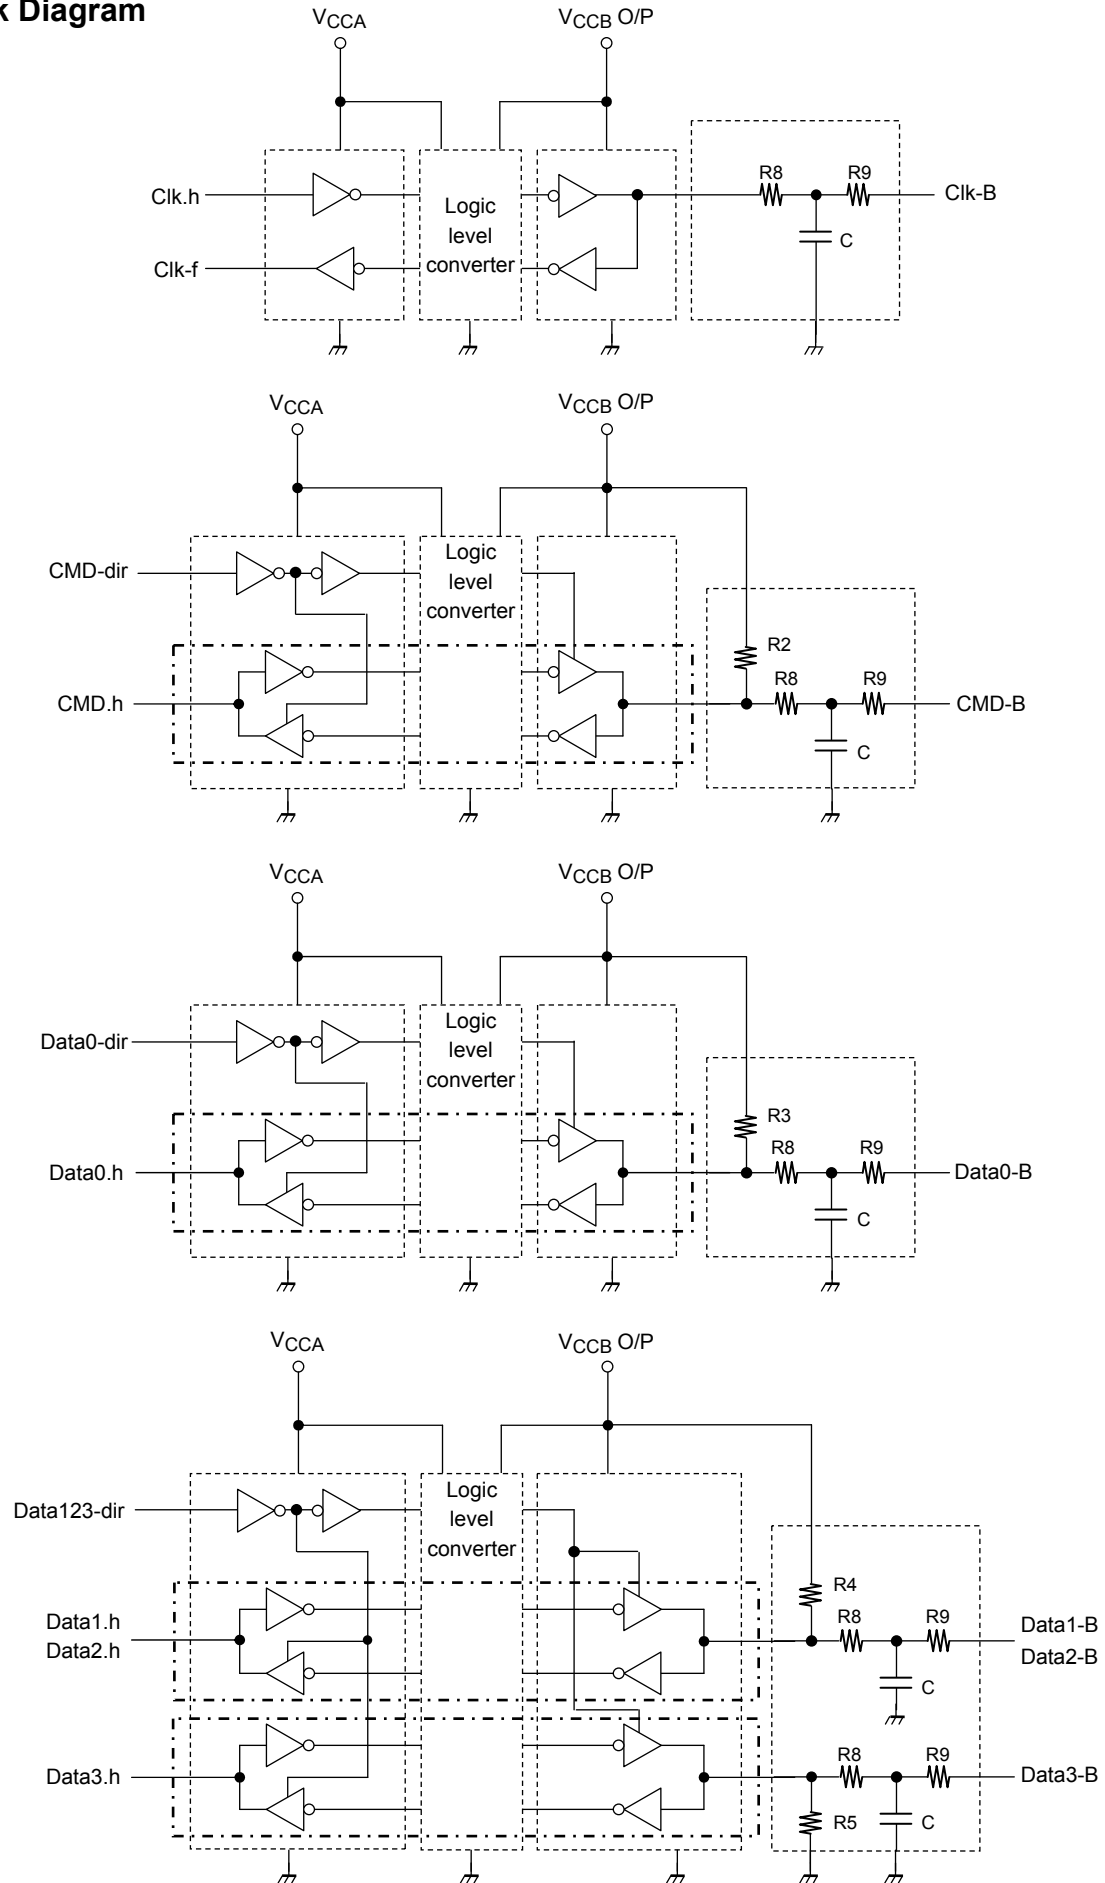 k Diagram
VCCA
VCCB O/P
Clk.h
Clk-f
Logic
level
converter
R8
R9
C
Clk-B
VCCA
VCCB O/P
CMD-dir
CMD.h
Logic
level
converter
R2
R8
R9
C
CMD-B
VCCA
VCCB O/P
Data0-dir
Data0.h
Logic
level
converter
R3
R8
R9
C
Data0-B
VCCA
VCCB O/P
Data123-dir
Logic
level
converter
Data1.h
Data2.h
R4
R8
R9
C
Data1-B
Data2-B
Data3.h
R8
R9
R5
C
Data3-B